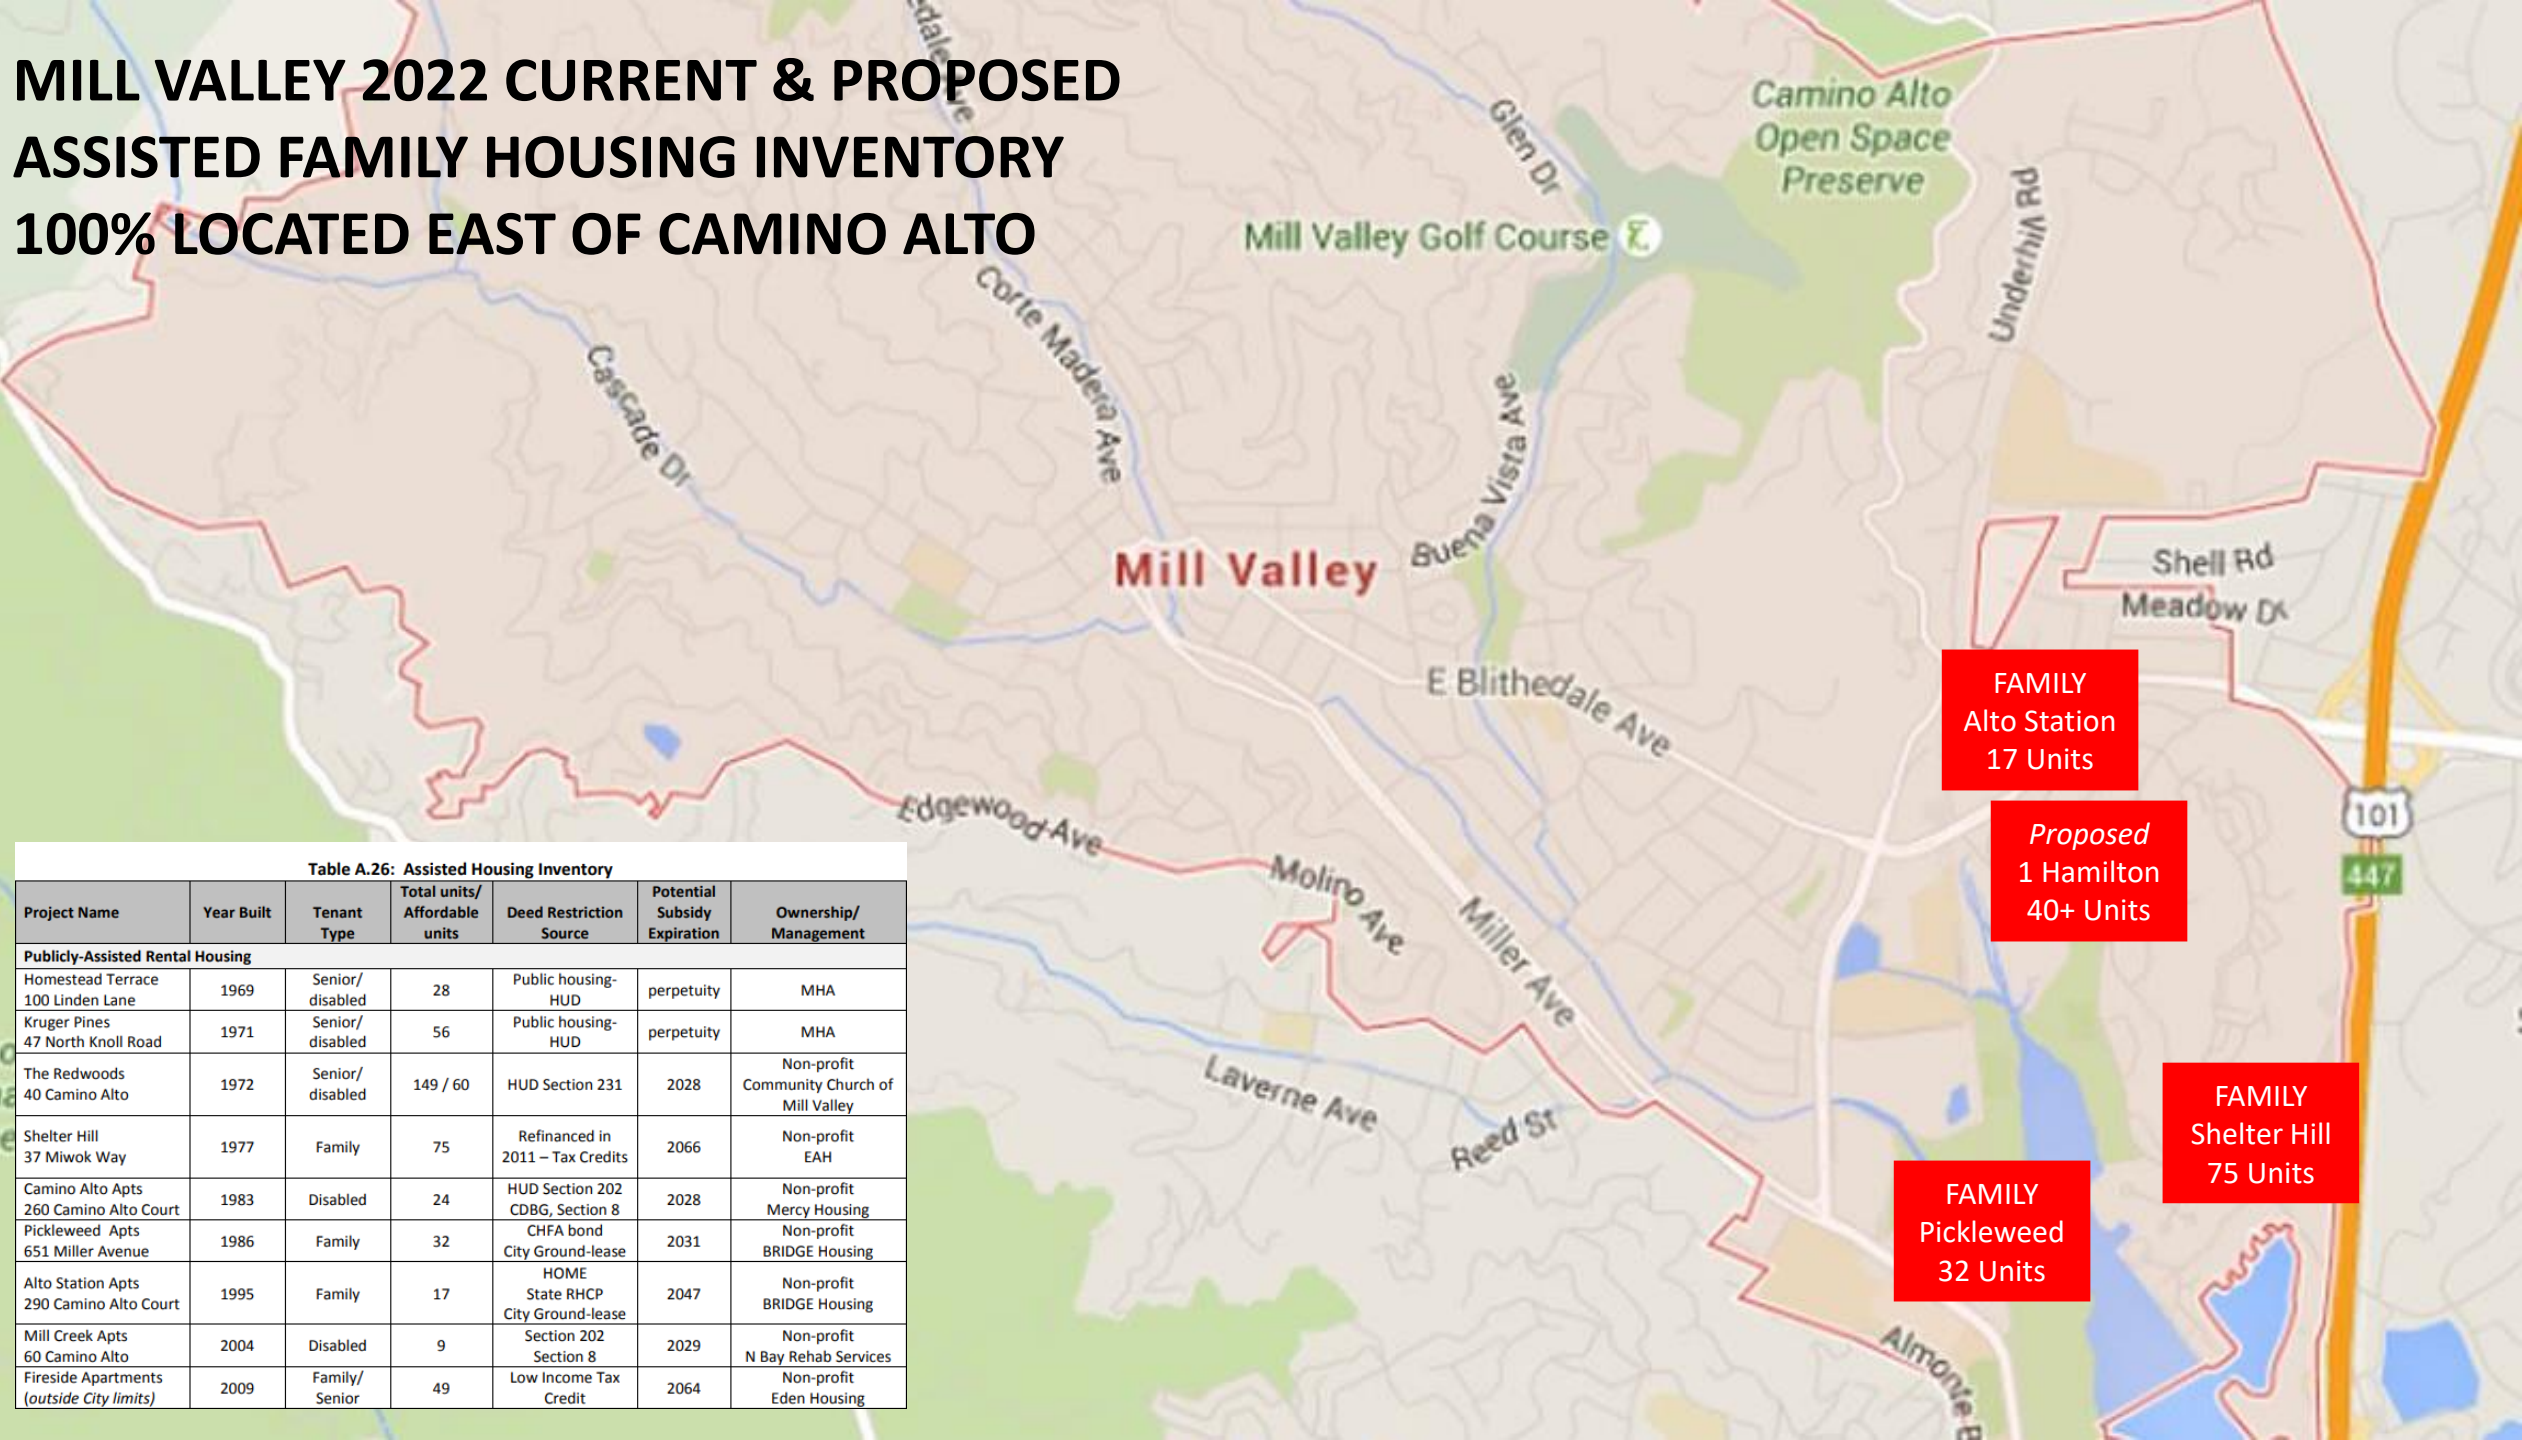 MILL VALLEY 2022 CURRENT & PROPOSED
ASSISTED FAMILY HOUSING INVENTORY
100% LOCATED EAST OF CAMINO ALTO
Corte Madera Ave
Cascade Dr
Glen Dr
Mill Valley Golf Course
Camino Alto
Open Space
Preserve
Underhill Rd
Buena Vista Ave
Mill Valley
Shell Rd
Meadow Dr
E Blithedale Ave
Edgewood Ave
Molino Ave
Miller Ave
Laverne Ave
Reed St
101
447
FAMILY
Alto Station
17 Units
Proposed
1 Hamilton
40+ Units
FAMILY
Shelter Hill
75 Units
FAMILY
Pickleweed
32 Units
Table A.26: Assisted Housing Inventory
Project Name Year Built Tenant Type Total units/ Affordable units Deed Restriction Source Potential Subsidy Expiration Ownership/ Management
Publicly-Assisted Rental Housing
Homestead Terrace 100 Linden Lane 1969 Senior/ disabled 28 Public housing- HUD perpetuity MHA
Kruger Pines 47 North Knoll Road 1971 Senior/ disabled 56 Public housing- HUD perpetuity MHA
The Redwoods 40 Camino Alto 1972 Senior/ disabled 149 / 60 HUD Section 231 2028 Non-profit Community Church of Mill Valley
Shelter Hill 37 Miwok Way 1977 Family 75 Refinanced in 2011 – Tax Credits 2066 Non-profit EAH
Camino Alto Apts 260 Camino Alto Court 1983 Disabled 24 HUD Section 202 CDBG, Section 8 2028 Non-profit Mercy Housing
Pickleweed Apts 651 Miller Avenue 1986 Family 32 CHFA bond City Ground-lease 2031 Non-profit BRIDGE Housing
Alto Station Apts 290 Camino Alto Court 1995 Family 17 HOME State RHCP City Ground-lease 2047 Non-profit BRIDGE Housing
Mill Creek Apts 60 Camino Alto 2004 Disabled 9 Section 202 Section 8 2029 Non-profit N Bay Rehab Services
Fireside Apartments (outside City limits) 2009 Family/ Senior 49 Low Income Tax Credit 2064 Non-profit Eden Housing